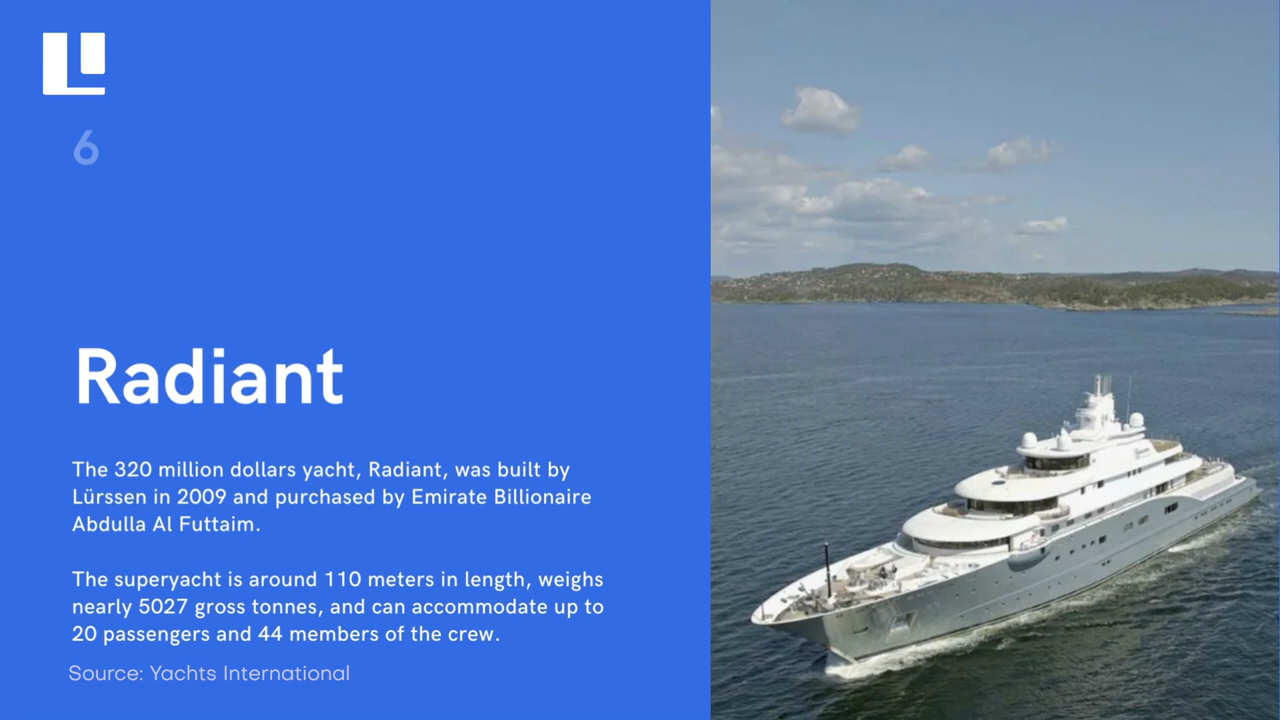 6
Radiant
The 320 million dollars yacht, Radiant, was built by
Lürssen in 2009 and purchased by Emirate Billionaire
Abdulla Al Futtaim.
The superyacht is around 110 meters in length, weighs
nearly 5027 gross tonnes, and can accommodate up to
20 passengers and 44 members of the crew.
Source: Yachts International